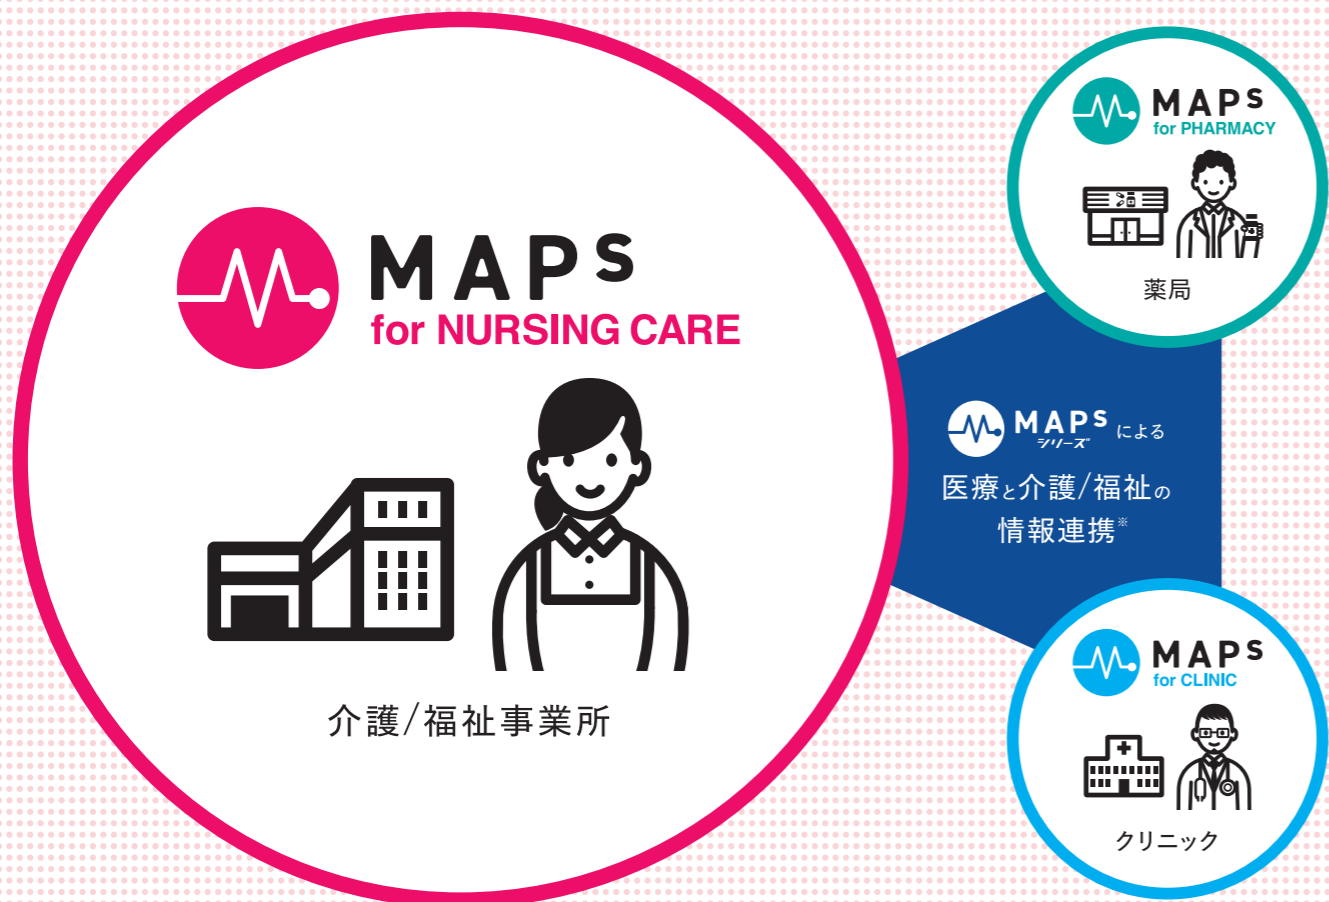 MAPs
for NURSING CARE
介護/福祉事業所
MAPs
for PHARMACY
薬局
MAPs
シリーズ による
医療と介護/福祉の
情報連携※
MAPs
for CLINIC
クリニック